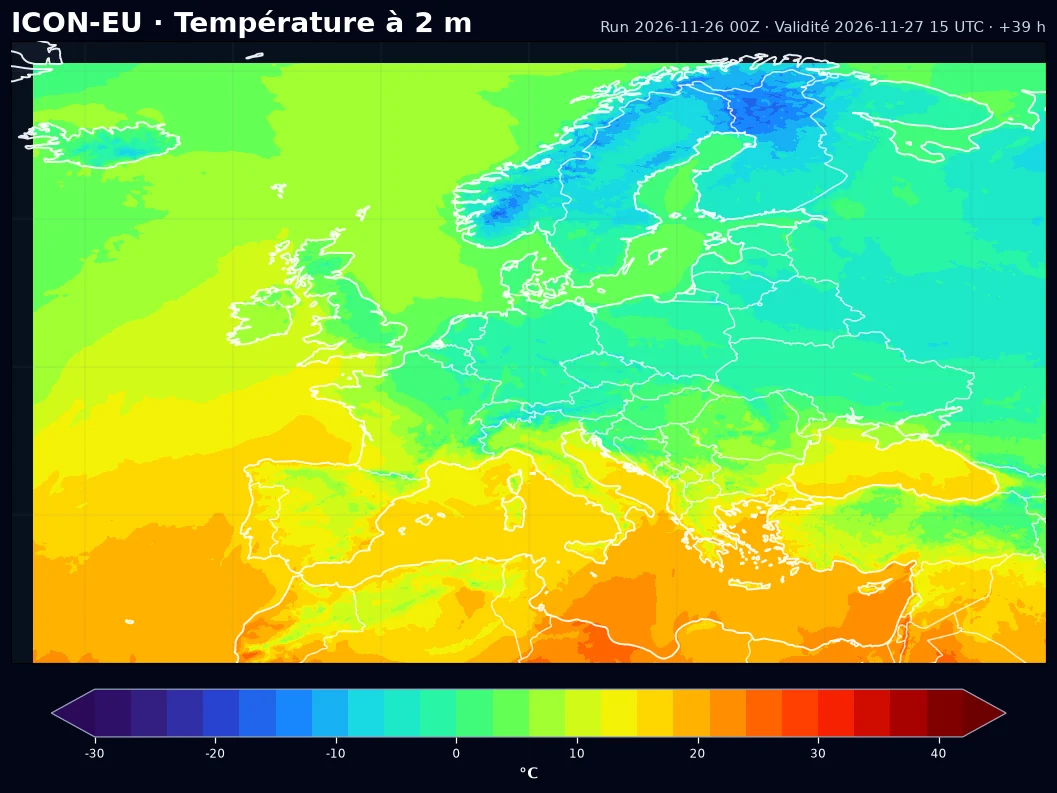 ICON-EU · Température à 2 m
Run 2026-11-26 00Z · Validité 2026-11-27 15 UTC · +39 h
-30 -20 -10 0 10 20 30 40
°C